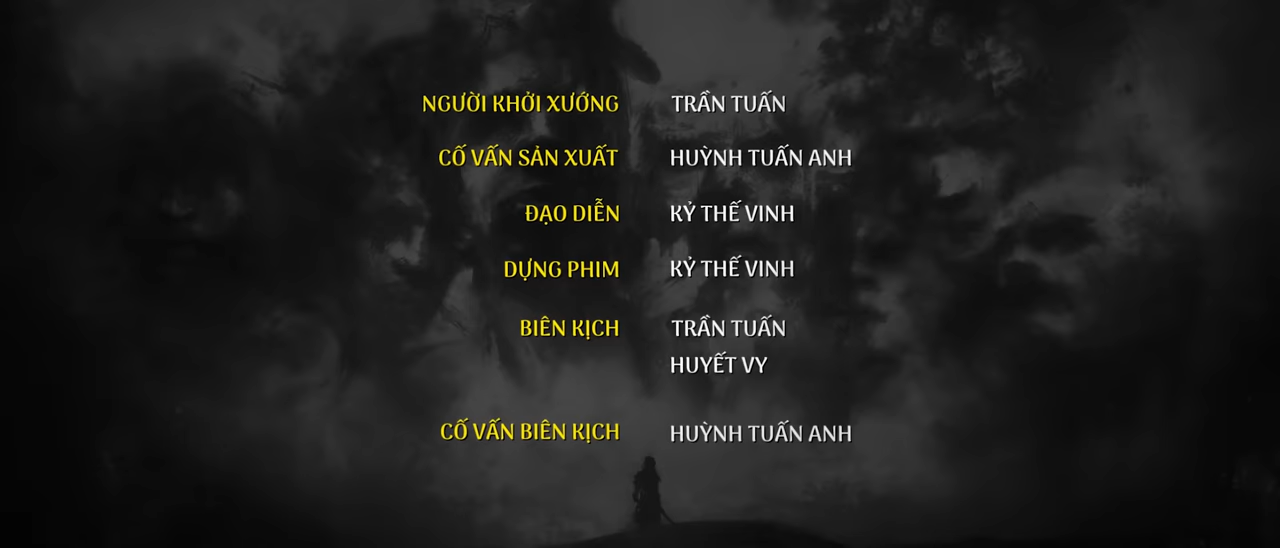 NGƯỜI KHỞI XƯỚNG TRẦN TUẤN
CỐ VẤN SẢN XUẤT HUỲNH TUẤN ANH
ĐẠO DIỄN KỶ THẾ VINH
DỰNG PHIM KỶ THẾ VINH
BIÊN KỊCH TRẦN TUẤN
HUYẾT VY
CỐ VẤN BIÊN KỊCH HUỲNH TUẤN ANH